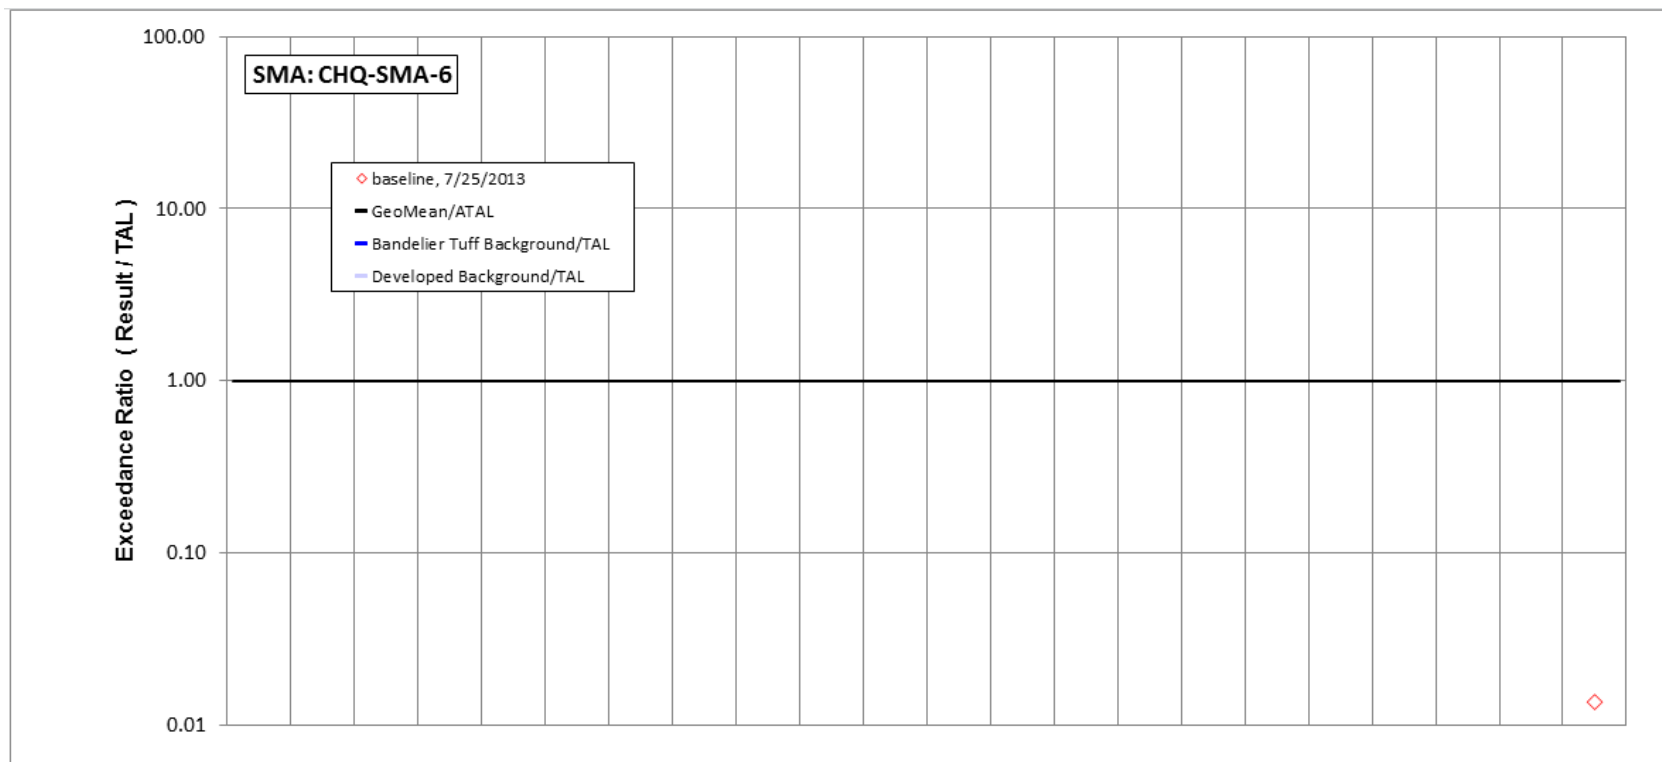 100.00
SMA: CHQ-SMA-6
baseline, 7/25/2013
GeoMean/ATAL
Bandelier Tuff Background/TAL
Developed Background/TAL
10.00
1.00
0.10
0.01
Exceedance Ratio ( Result / TAL )